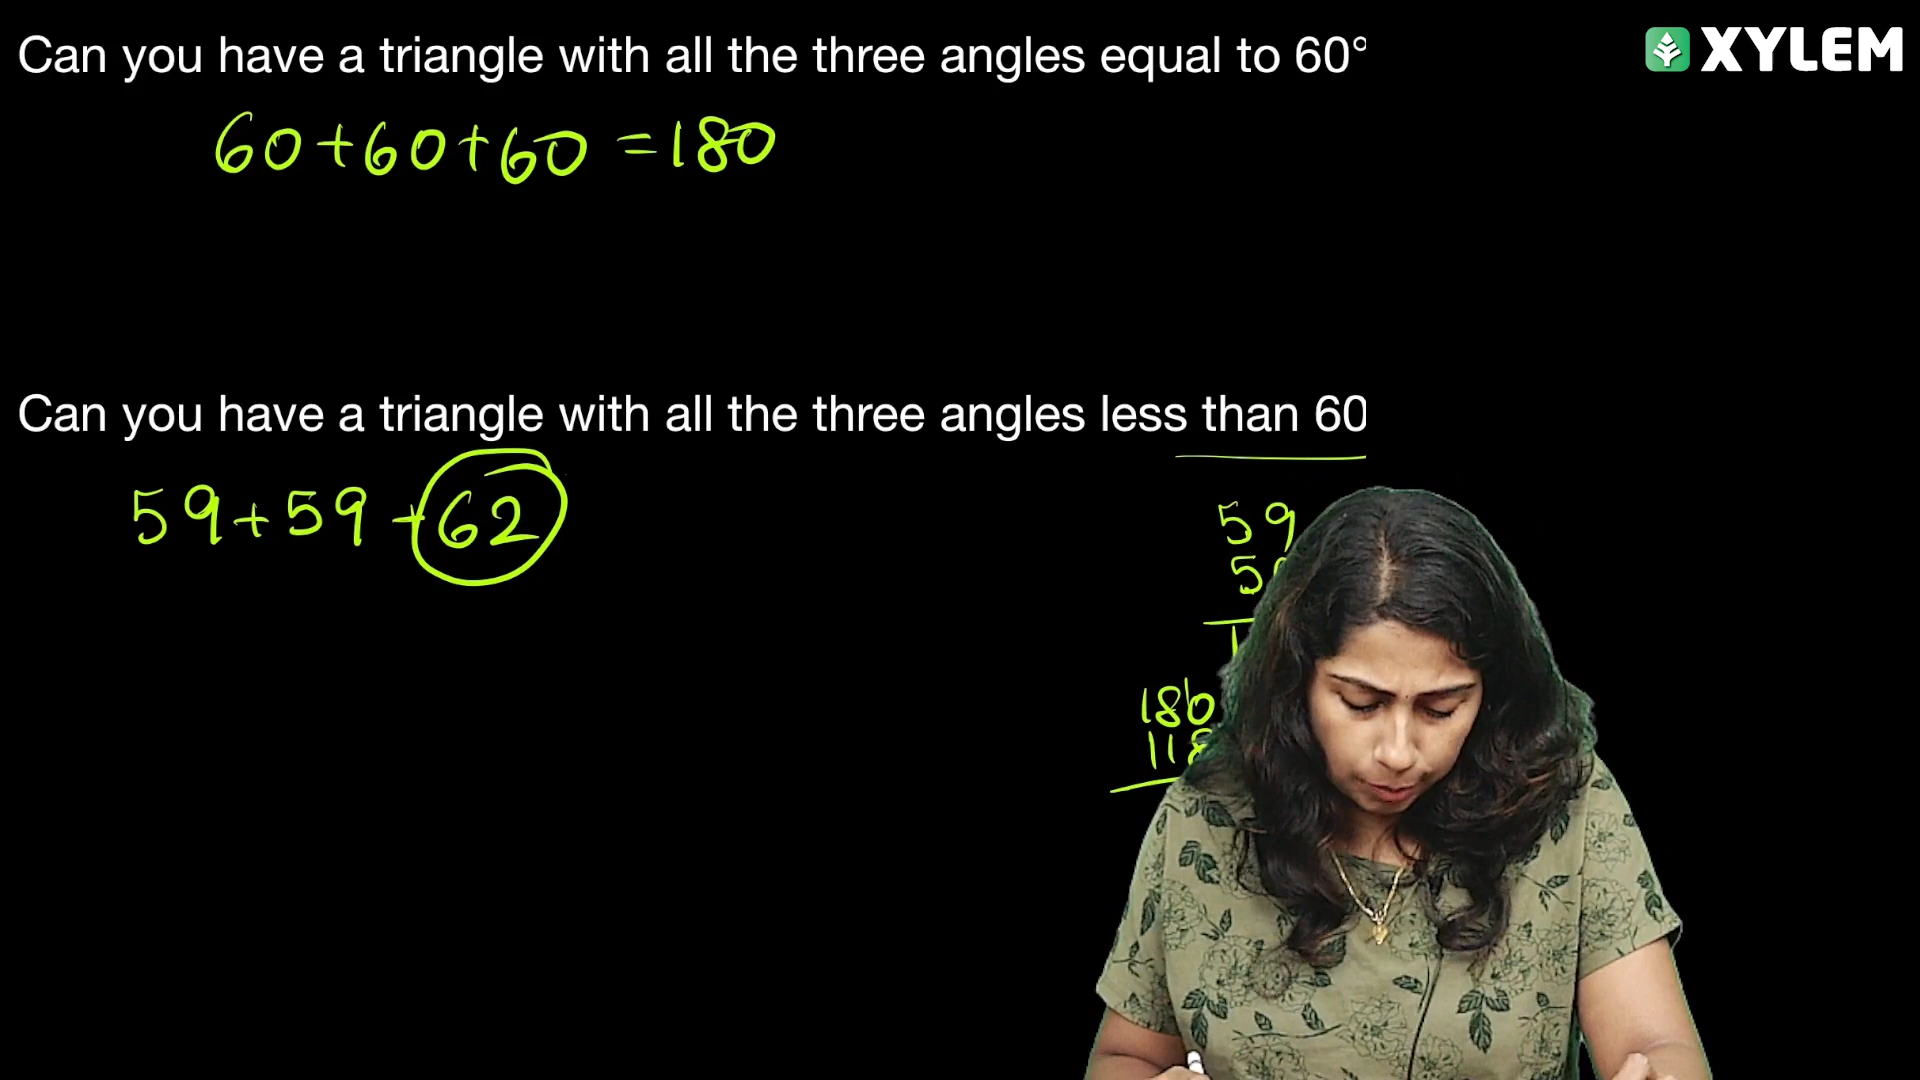 Can you have a triangle with all the three angles equal to 60°
XYLEM
60+60+60 =180
Can you have a triangle with all the three angles less than 60
59+59+62
59
180